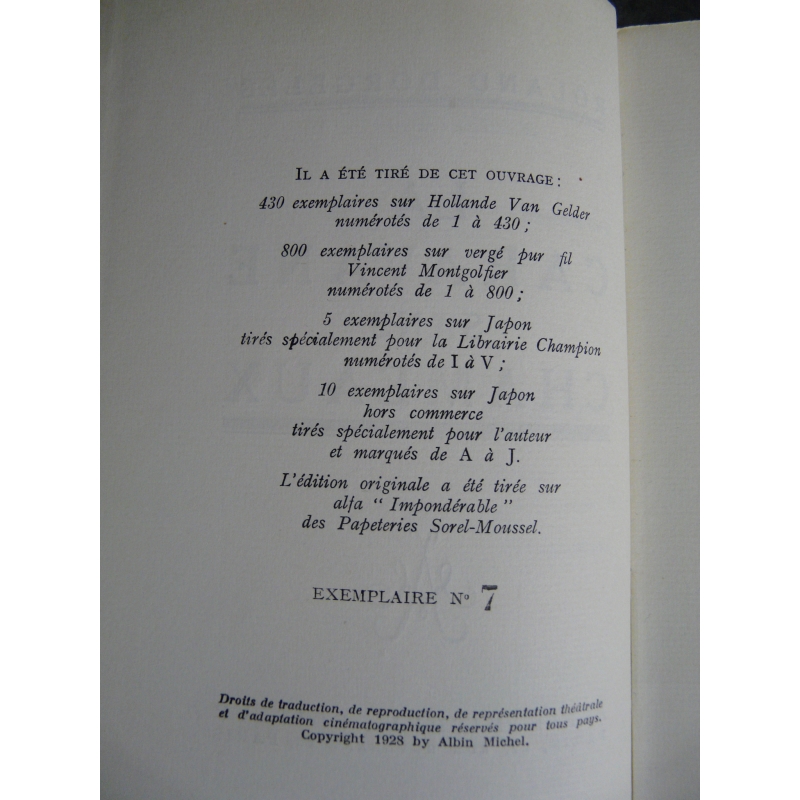 IL A ÉTÉ TIRÉ DE CET OUVRAGE :
430 exemplaires sur Hollande Van Gelder
numérotés de 1 à 430 ;
800 exemplaires sur vergé pur fil
Vincent Montgolfier
numérotés de 1 à 800 ;
5 exemplaires sur Japon
tirés spécialement pour la Librairie Champion
numérotés de I à V ;
10 exemplaires sur Japon
hors commerce
tirés spécialement pour l'auteur
et marqués de A à J.
L'édition originale a été tirée sur
alfa " Impondérable "
des Papeteries Sorel-Moussel.
EXEMPLAIRE Nº 7
Droits de traduction, de reproduction, de représentation théâtrale
et d'adaptation cinématographique réservés pour tous pays.
Copyright 1928 by Albin Michel.